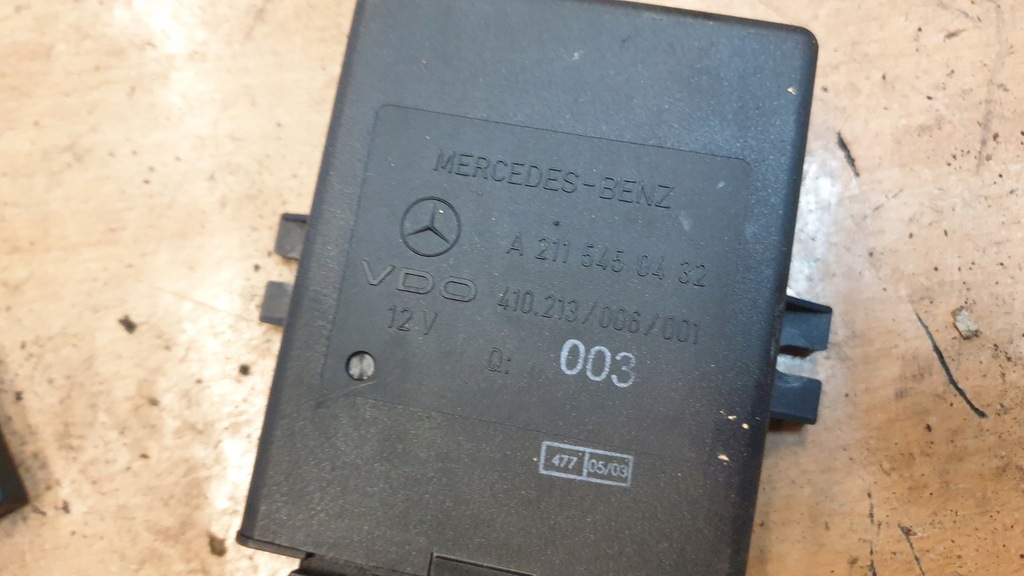 MERCEDES-BENZ
A 211 545 04 32
VDO 410.213/006/001
12 V
Q: 003
477 05/03